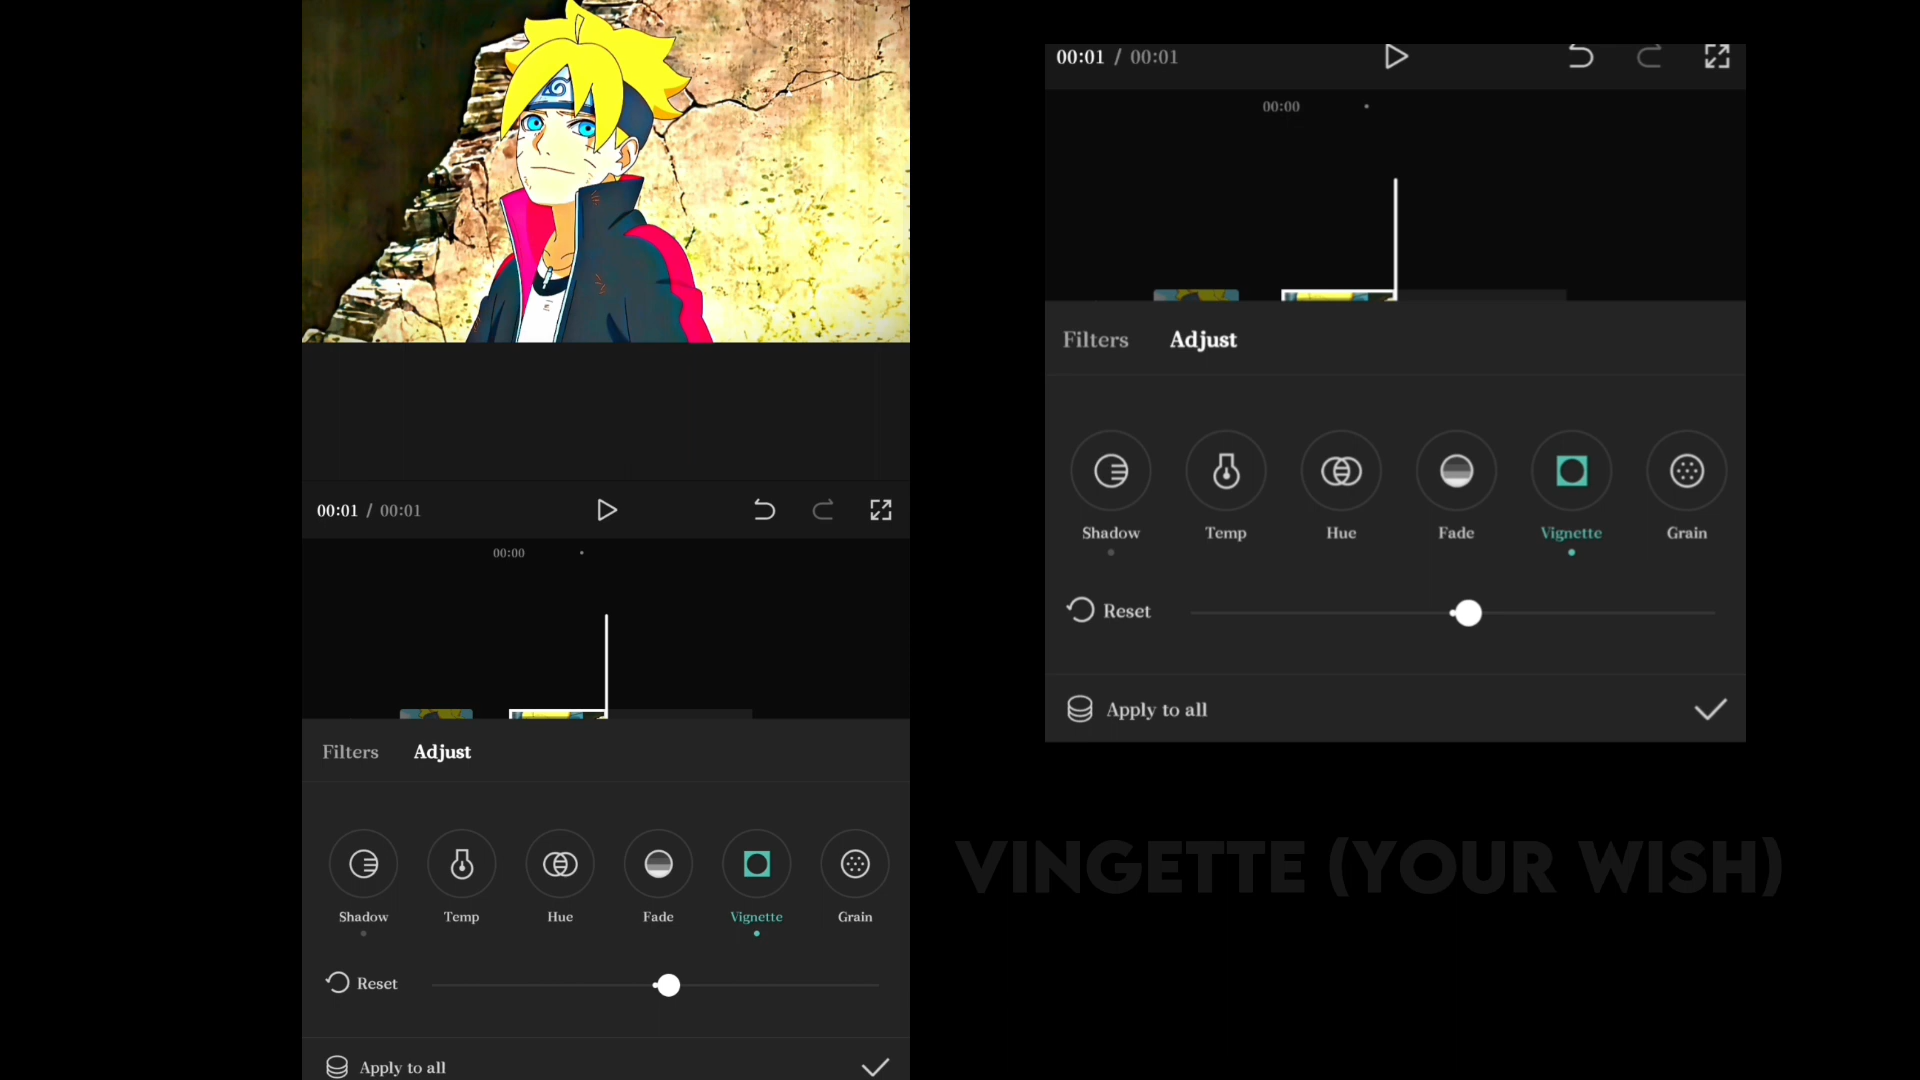 00:01 / 00:01
00:00
Filters Adjust
Shadow Temp Hue Fade Vignette Grain
Reset
Apply to all
00:01 / 00:01
00:00
Filters Adjust
Shadow Temp Hue Fade Vignette Grain
Reset
Apply to all
VINGETTE (YOUR WISH)